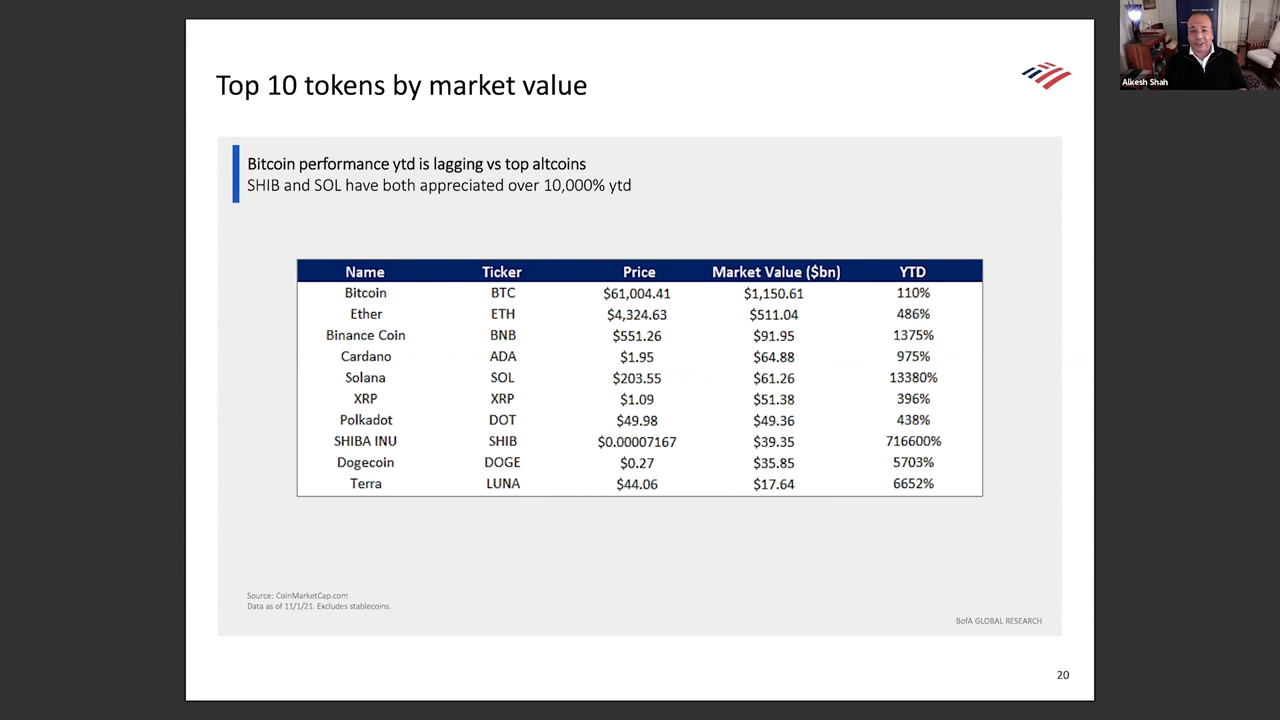 Alkesh Shah
Top 10 tokens by market value
Bitcoin performance ytd is lagging vs top altcoins
SHIB and SOL have both appreciated over 10,000% ytd
Name Ticker Price Market Value ($bn) YTD
Bitcoin BTC $61,004.41 $1,150.61 110%
Ether ETH $4,324.63 $511.04 486%
Binance Coin BNB $551.26 $91.95 1375%
Cardano ADA $1.95 $64.88 975%
Solana SOL $203.55 $61.26 13380%
XRP XRP $1.09 $51.38 396%
Polkadot DOT $49.98 $49.36 438%
SHIBA INU SHIB $0.00007167 $39.35 716600%
Dogecoin DOGE $0.27 $35.85 5703%
Terra LUNA $44.06 $17.64 6652%
Source: CoinMarketCap.com
Data as of 11/1/21. Excludes stablecoins.
BofA GLOBAL RESEARCH
20